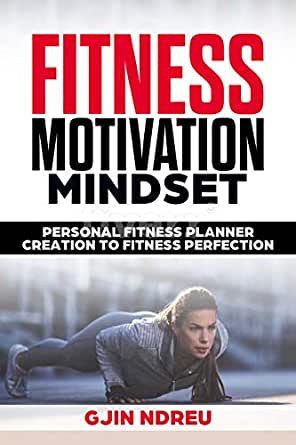 FITNESS
MOTIVATION
MINDSET
PERSONAL FITNESS PLANNER
CREATION TO FITNESS PERFECTION
GJIN NDREU